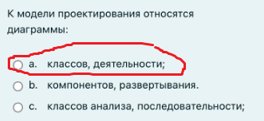 К модели проектирования относятся
диаграммы:
a. классов, деятельности;
b. компонентов, развертывания.
c. классов анализа, последовательности;